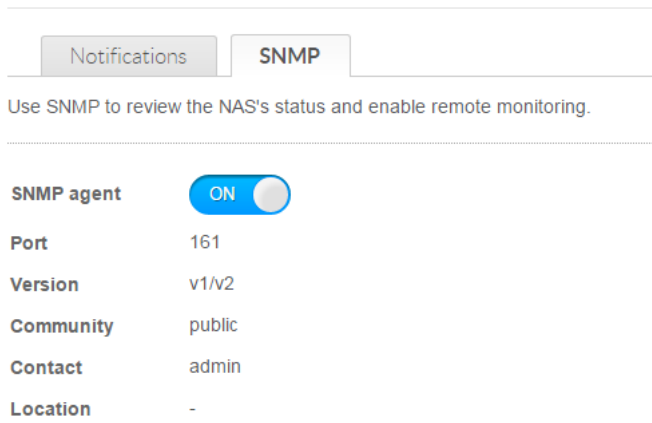 Notifications SNMP
Use SNMP to review the NAS's status and enable remote monitoring.
SNMP agent ON
Port 161
Version v1/v2
Community public
Contact admin
Location -